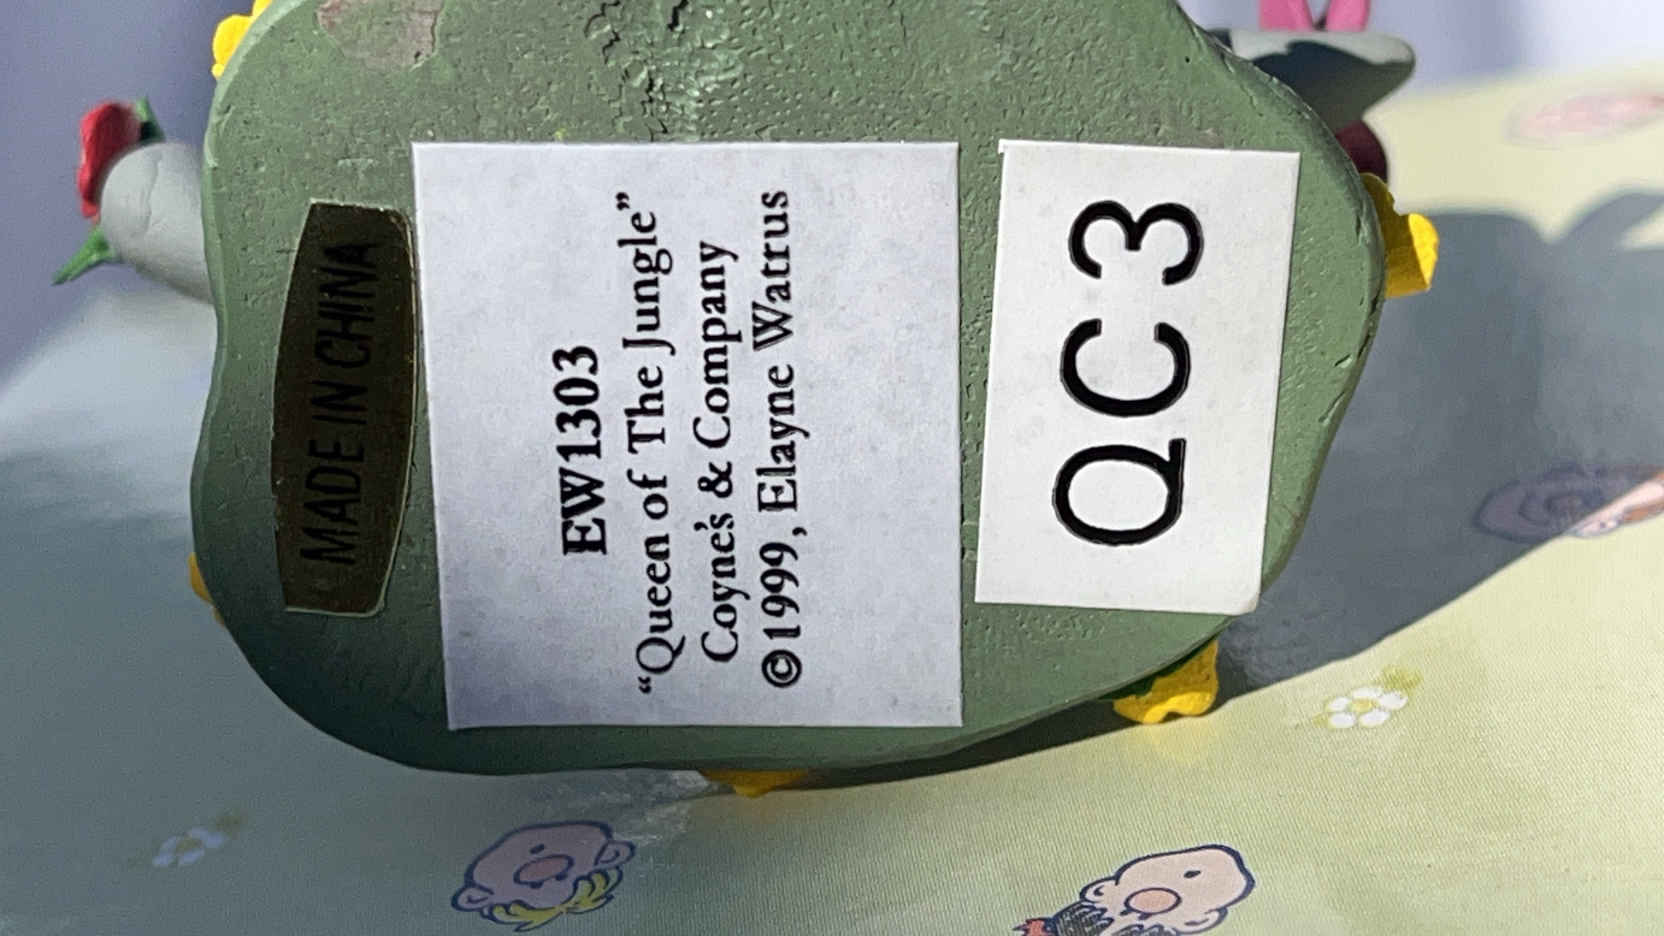 MADE IN CHINA
EW1303
“Queen of The Jungle”
Coyne's & Company
©1999, Elayne Watrus
QC3